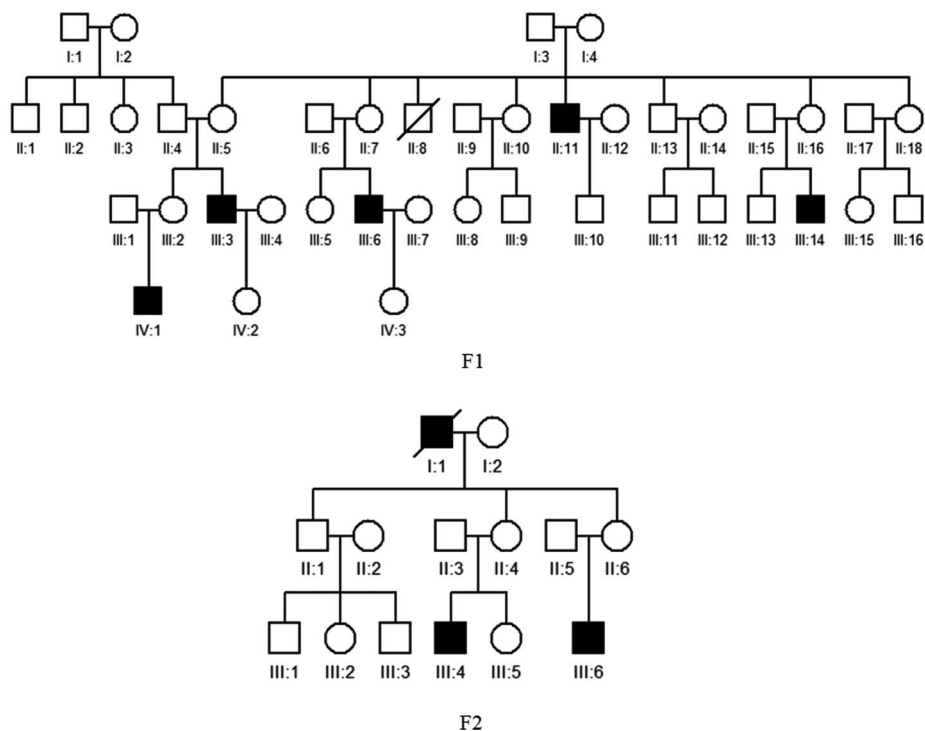 I:1 I:2 I:3 I:4
II:1 II:2 II:3 II:4 II:5 II:6 II:7 II:8 II:9 II:10 II:11 II:12 II:13 II:14 II:15 II:16 II:17 II:18
III:1 III:2 III:3 III:4 III:5 III:6 III:7 III:8 III:9 III:10 III:11 III:12 III:13 III:14 III:15 III:16
IV:1 IV:2 IV:3
F1
I:1 I:2
II:1 II:2 II:3 II:4 II:5 II:6
III:1 III:2 III:3 III:4 III:5 III:6
F2